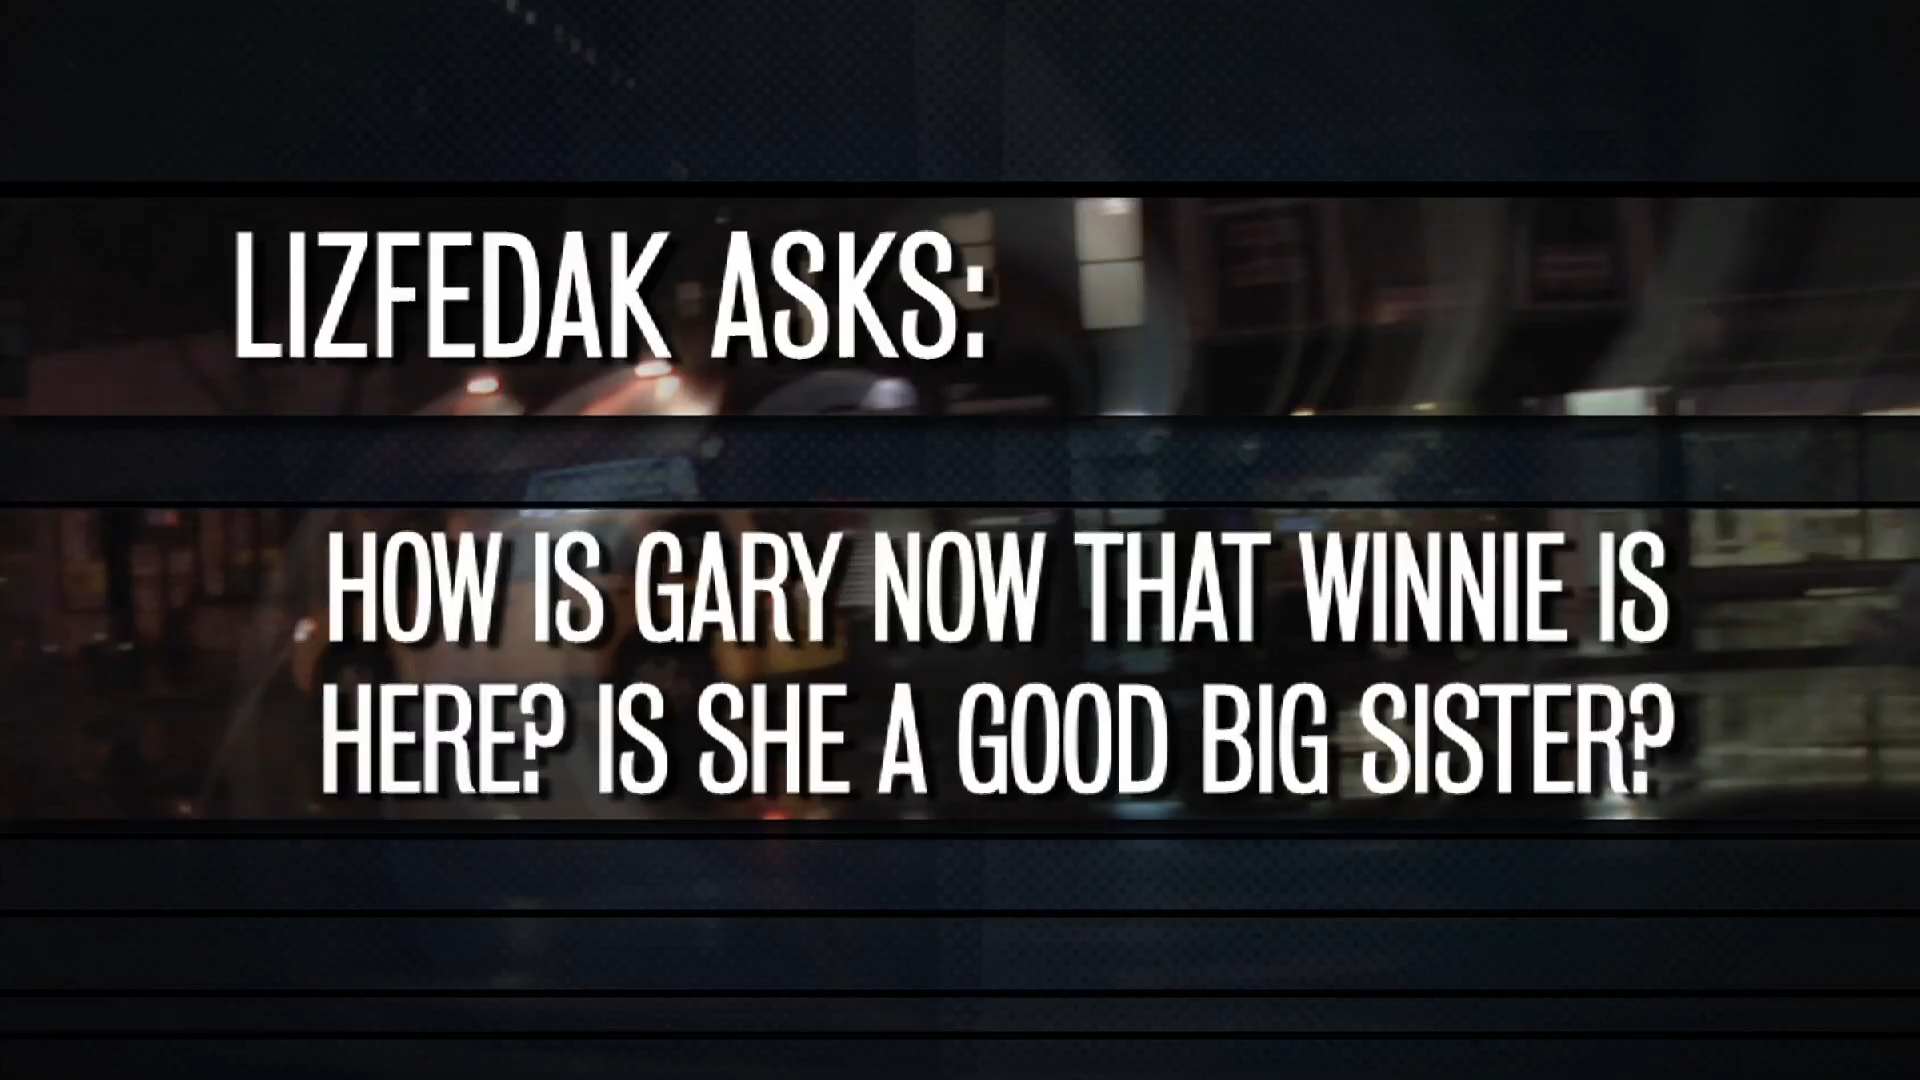 LIZFEDAK ASKS:
HOW IS GARY NOW THAT WINNIE IS
HERE? IS SHE A GOOD BIG SISTER?